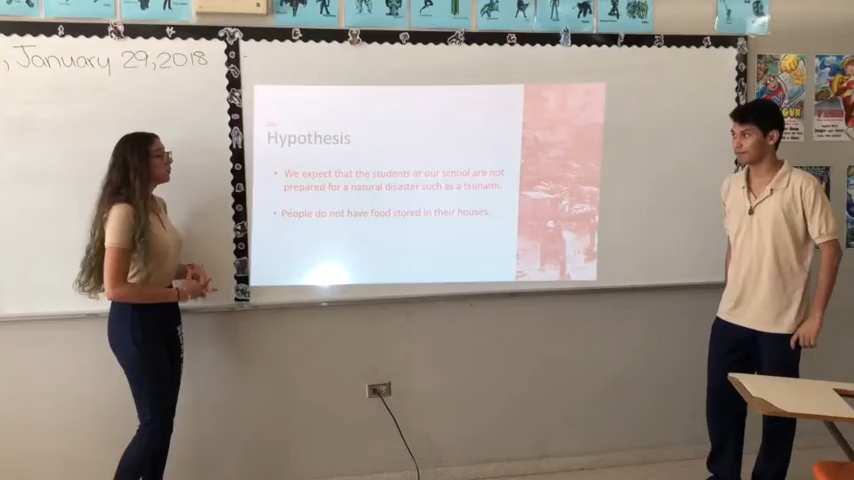 , January 29, 2018
Our
Hypothesis
• We expect that the students at our school are not
prepared for a natural disaster such as a tsunami.
• People do not have food stored in their houses.